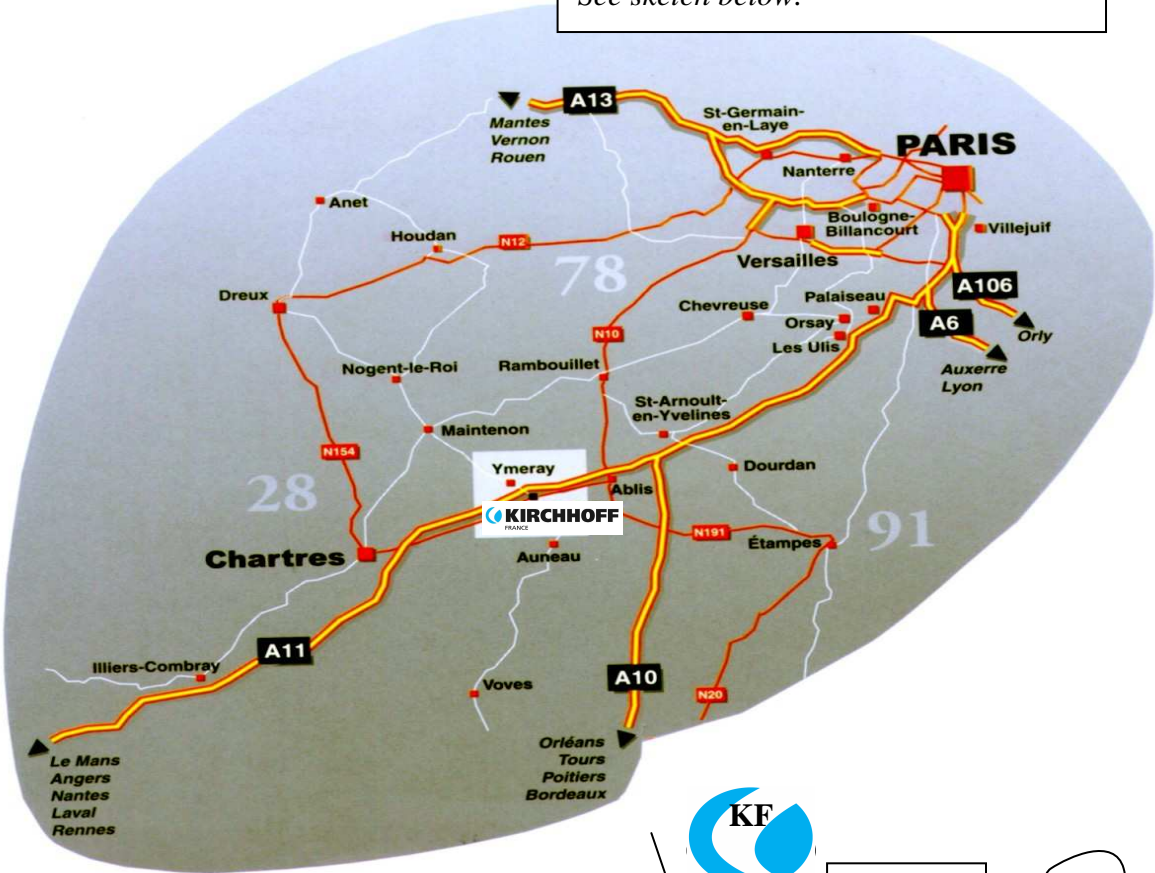 See sketch below.
A13
Mantes
Vernon
Rouen
St-Germain-
en-Laye
PARIS
Nanterre
Anet
Boulogne-
Billancourt
Villejuif
Houdan
N12
Versailles
78
Dreux
A106
Chevreuse
Palaiseau
Orsay
A6
Orly
N10
Les Ulis
Nogent-le-Roi
Rambouillet
Auxerre
Lyon
St-Arnoult-
en-Yvelines
Maintenon
N154
Ymeray
Dourdan
28
Ablis
KIRCHHOFF
FRANCE
N191
Étampes
91
Chartres
Auneau
A11
Illiers-Combray
A10
Voves
N20
Le Mans
Angers
Nantes
Laval
Rennes
Orléans
Tours
Poitiers
Bordeaux
KF